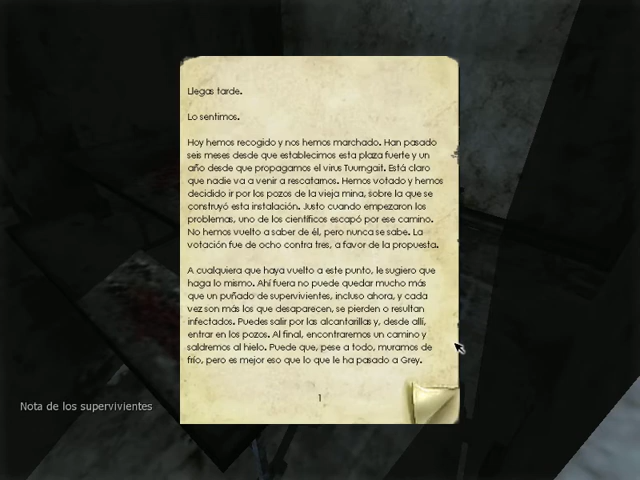 Llegas tarde.
Lo sentimos.
Hoy hemos recogido y nos hemos marchado. Han pasado
seis meses desde que establecimos esta plaza fuerte y un
año desde que propagamos el virus Tuurngait. Está claro
que nadie va a venir a rescatarnos. Hemos votado y hemos
decidido ir por los pozos de la vieja mina, sobre la que se
construyó esta instalación. Justo cuando empezaron los
problemas, uno de los científicos escapó por ese camino.
No hemos vuelto a saber de él, pero nunca se sabe. La
votación fue de ocho contra tres, a favor de la propuesta.
A cualquiera que haya vuelto a este punto, le sugiero que
haga lo mismo. Ahí fuera no puede quedar mucho más
que un puñado de supervivientes, incluso ahora, y cada
vez son más los que desaparecen, se pierden o resultan
infectados. Puedes salir por las alcantarillas y, desde allí,
entrar en los pozos. Al final, encontraremos un camino y
saldremos al hielo. Puede que, pese a todo, muramos de
frío, pero es mejor eso que lo que le ha pasado a Grey.
1
Nota de los supervivientes